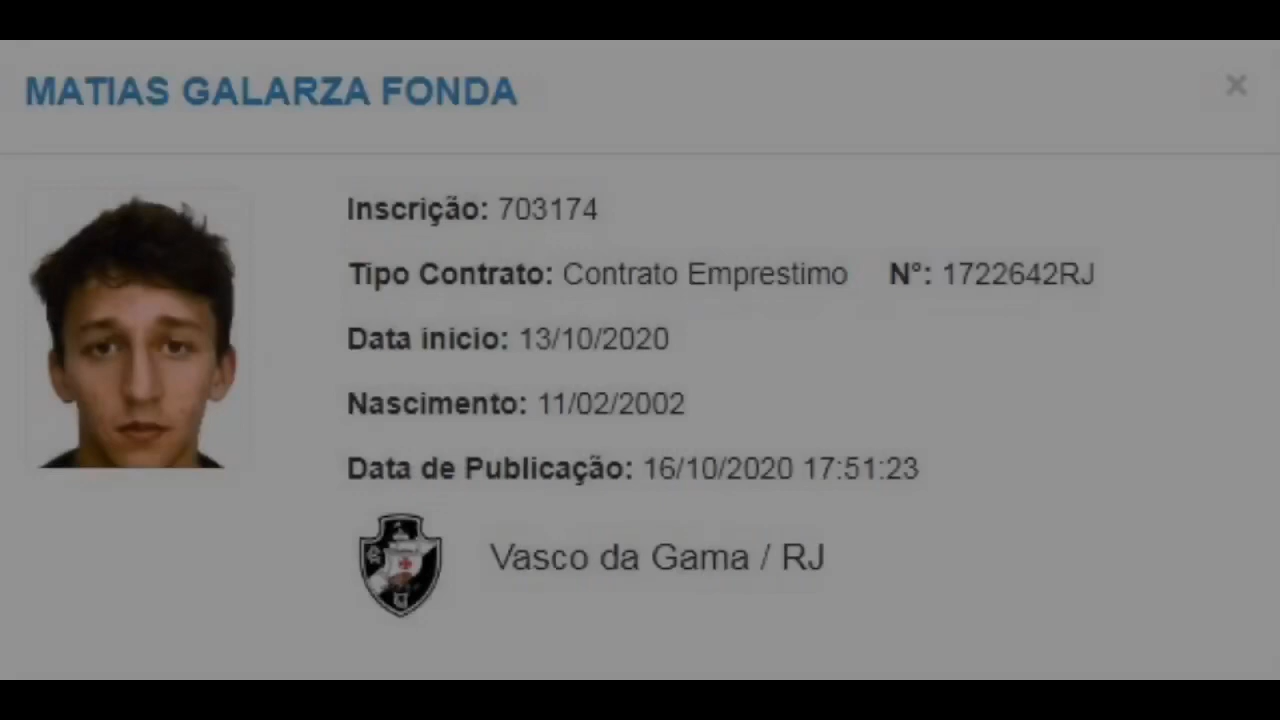 MATIAS GALARZA FONDA
×
Inscrição: 703174
Tipo Contrato: Contrato Emprestimo N°: 1722642RJ
Data inicio: 13/10/2020
Nascimento: 11/02/2002
Data de Publicação: 16/10/2020 17:51:23
Vasco da Gama / RJ